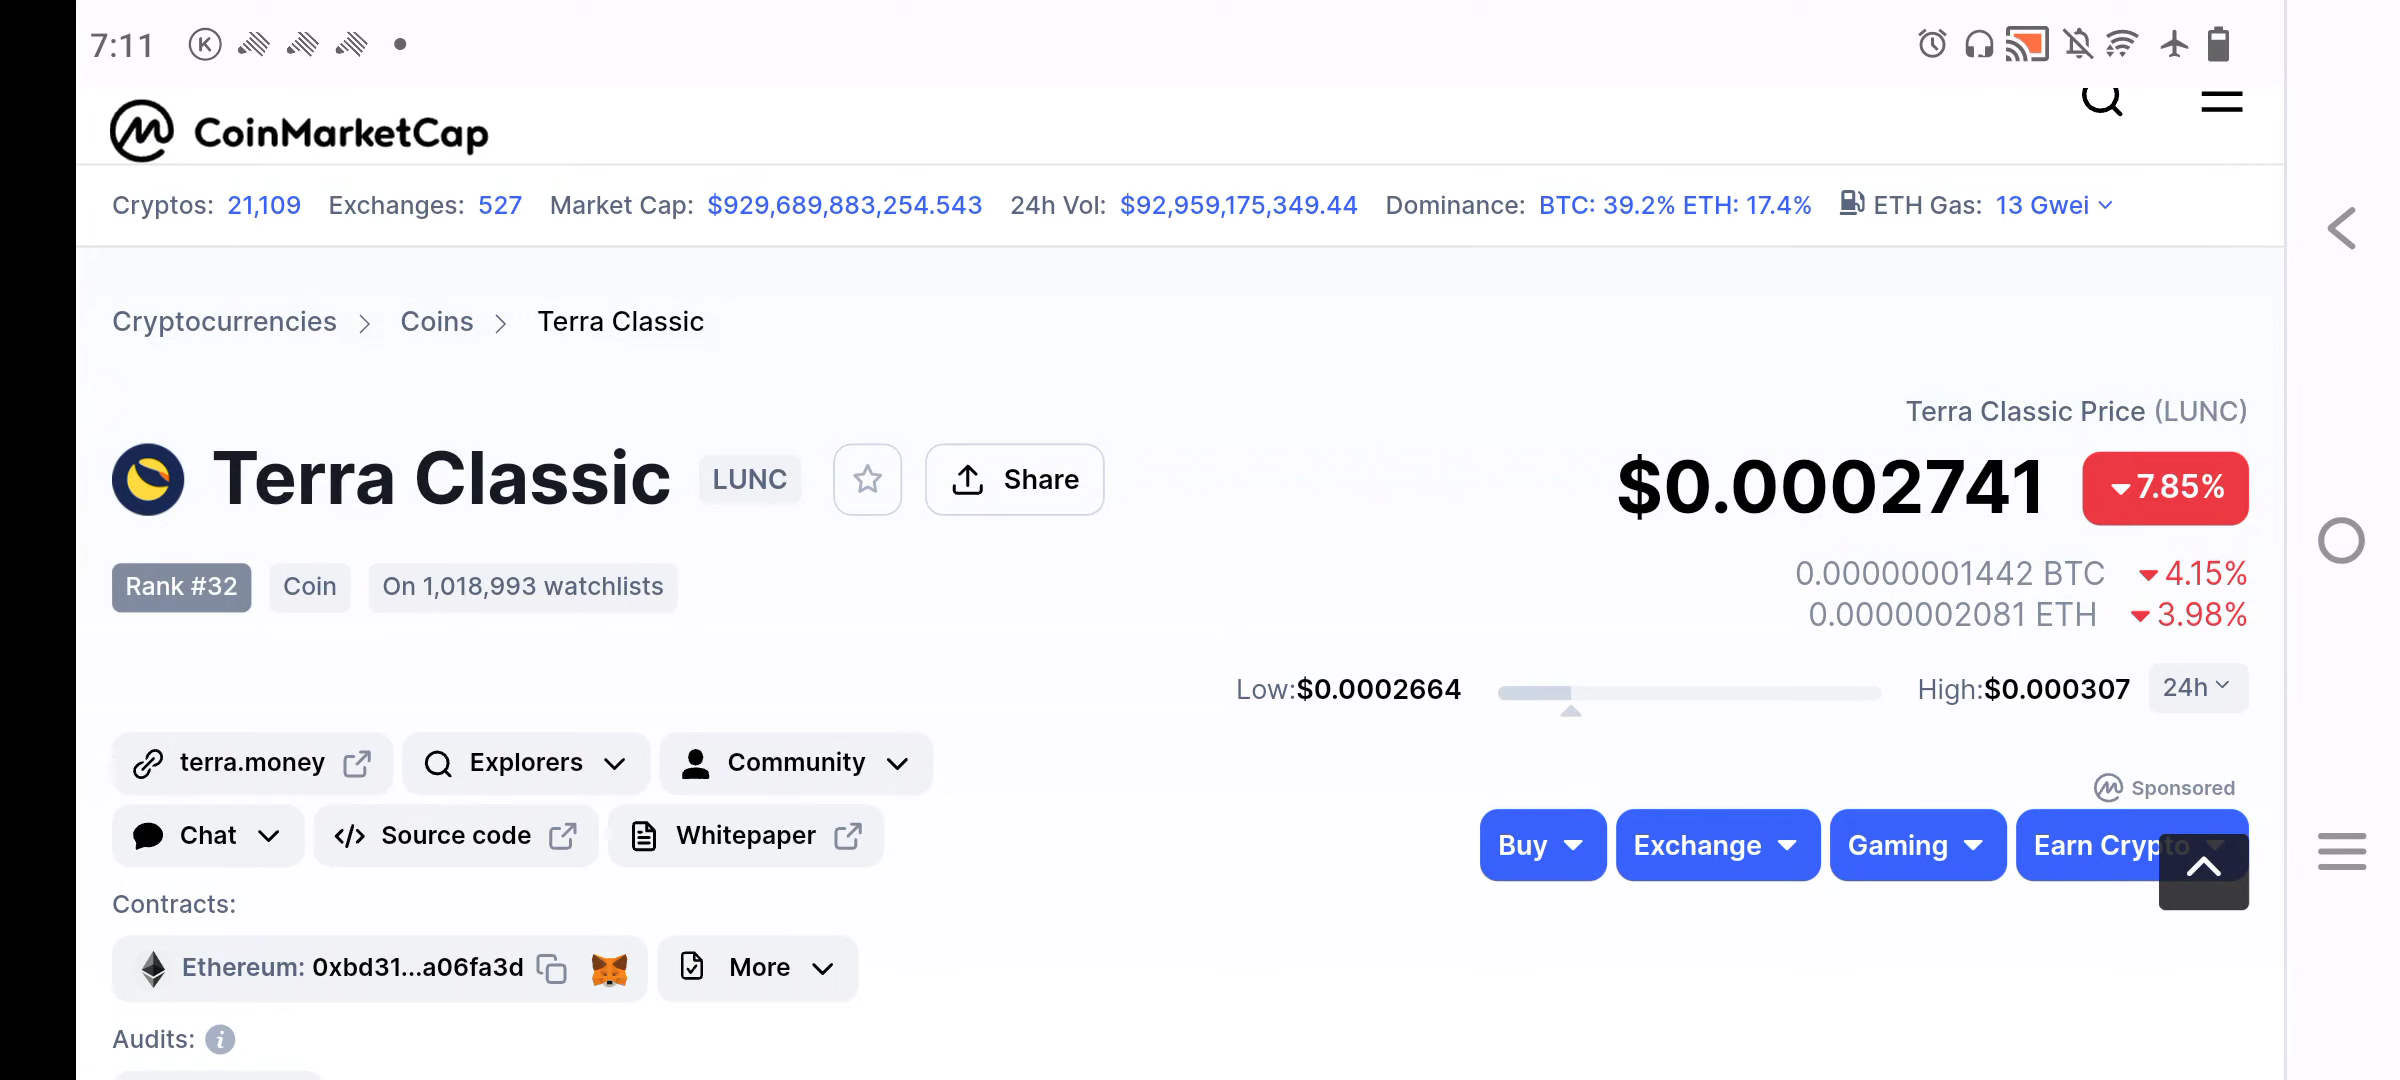 7:11
CoinMarketCap
Cryptos: 21,109 Exchanges: 527 Market Cap: $929,689,883,254.543 24h Vol: $92,959,175,349.44 Dominance: BTC: 39.2% ETH: 17.4% ETH Gas: 13 Gwei
Cryptocurrencies > Coins > Terra Classic
Terra Classic Price (LUNC)
Terra Classic LUNC Share
$0.0002741 7.85%
Rank #32 Coin On 1,018,993 watchlists
0.00000001442 BTC 4.15%
0.0000002081 ETH 3.98%
Low:$0.0002664 High:$0.000307 24h
terra.money Explorers Community
Sponsored
Chat </> Source code Whitepaper
Buy Exchange Gaming Earn Crypto
Contracts:
Ethereum: 0xbd31...a06fa3d More
Audits: i